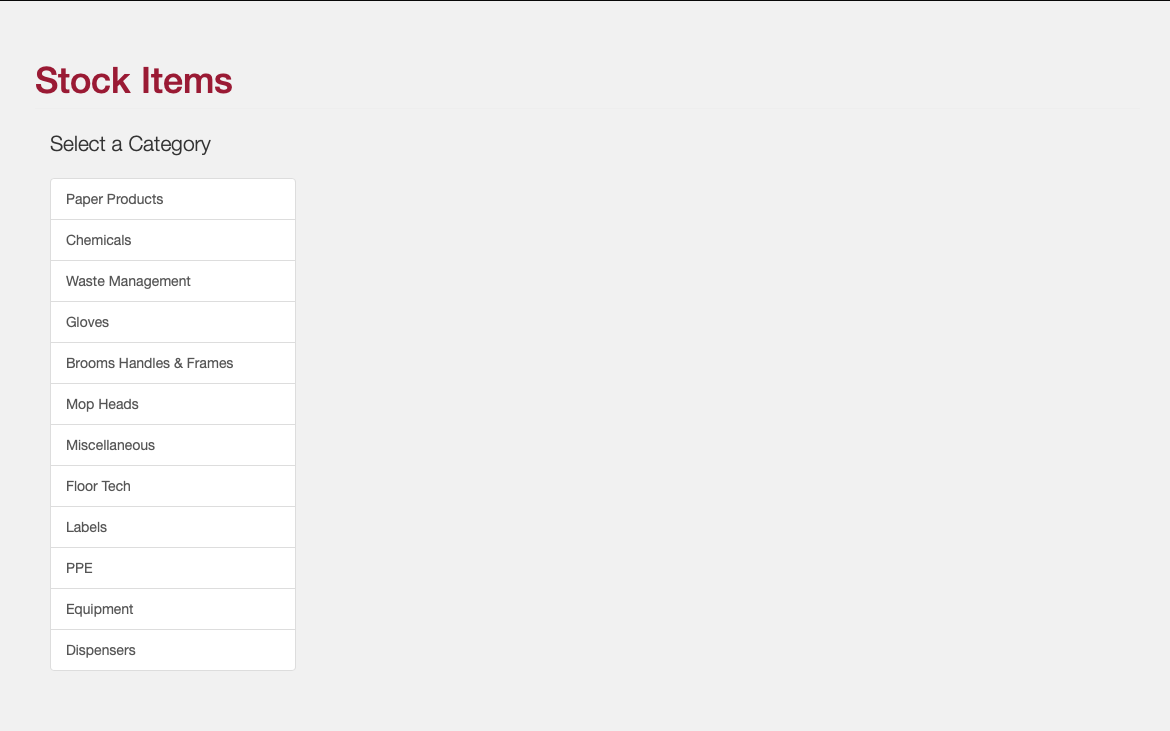 Stock Items
Select a Category
Paper Products
Chemicals
Waste Management
Gloves
Brooms Handles & Frames
Mop Heads
Miscellaneous
Floor Tech
Labels
PPE
Equipment
Dispensers